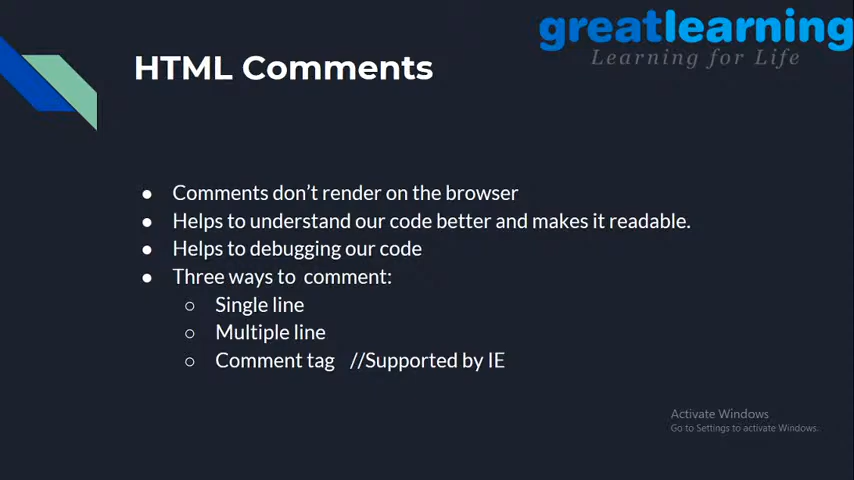 greatlearning
Learning for Life
HTML Comments
● Comments don't render on the browser
● Helps to understand our code better and makes it readable.
● Helps to debugging our code
● Three ways to comment:
○ Single line
○ Multiple line
○ Comment tag //Supported by IE
Activate Windows
Go to Settings to activate Windows.